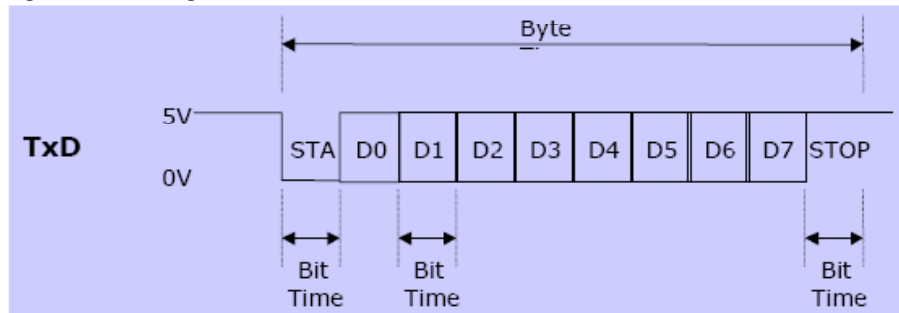 Byte
5V
TxD
STA D0 D1 D2 D3 D4 D5 D6 D7 STOP
0V
Bit Bit Bit
Time Time Time